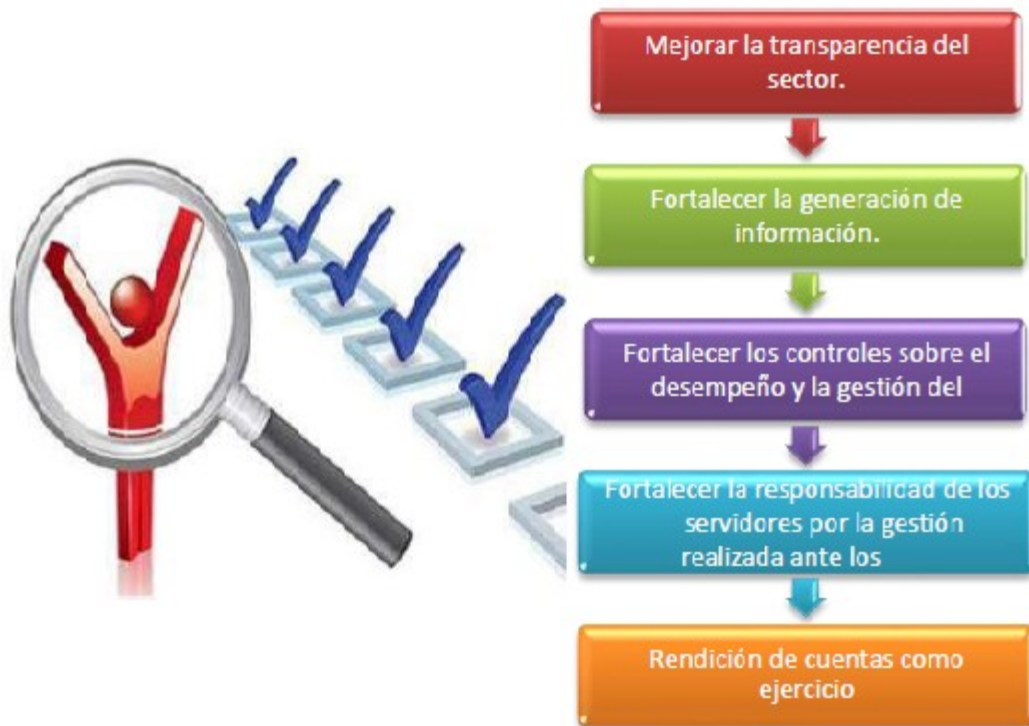 Mejorar la transparencia del
sector.
Fortalecer la generación de
información.
Fortalecer los controles sobre el
desempeño y la gestión del
Fortalecer la responsabilidad de los
servidores por la gestión
realizada ante los
Rendición de cuentas como
ejercicio